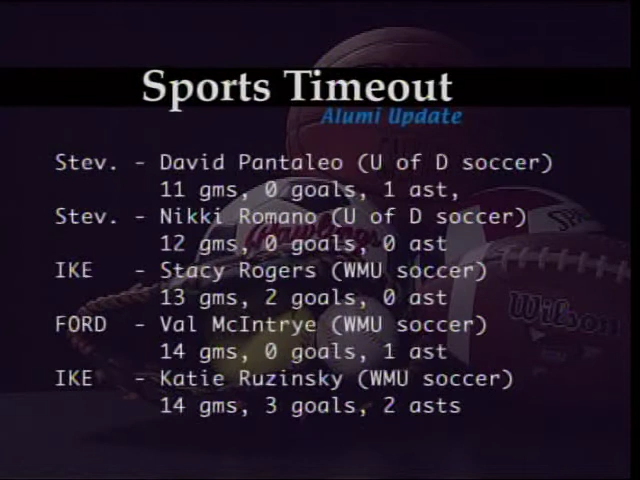 Sports Timeout
Alumi Update
Stev. - David Pantaleo (U of D soccer)
11 gms, 0 goals, 1 ast,
Stev. - Nikki Romano (U of D soccer)
12 gms, 0 goals, 0 ast
IKE - Stacy Rogers (WMU soccer)
13 gms, 2 goals, 0 ast
FORD - Val McIntrye (WMU soccer)
14 gms, 0 goals, 1 ast
IKE - Katie Ruzinsky (WMU soccer)
14 gms, 3 goals, 2 asts
Rawlings
Wilson